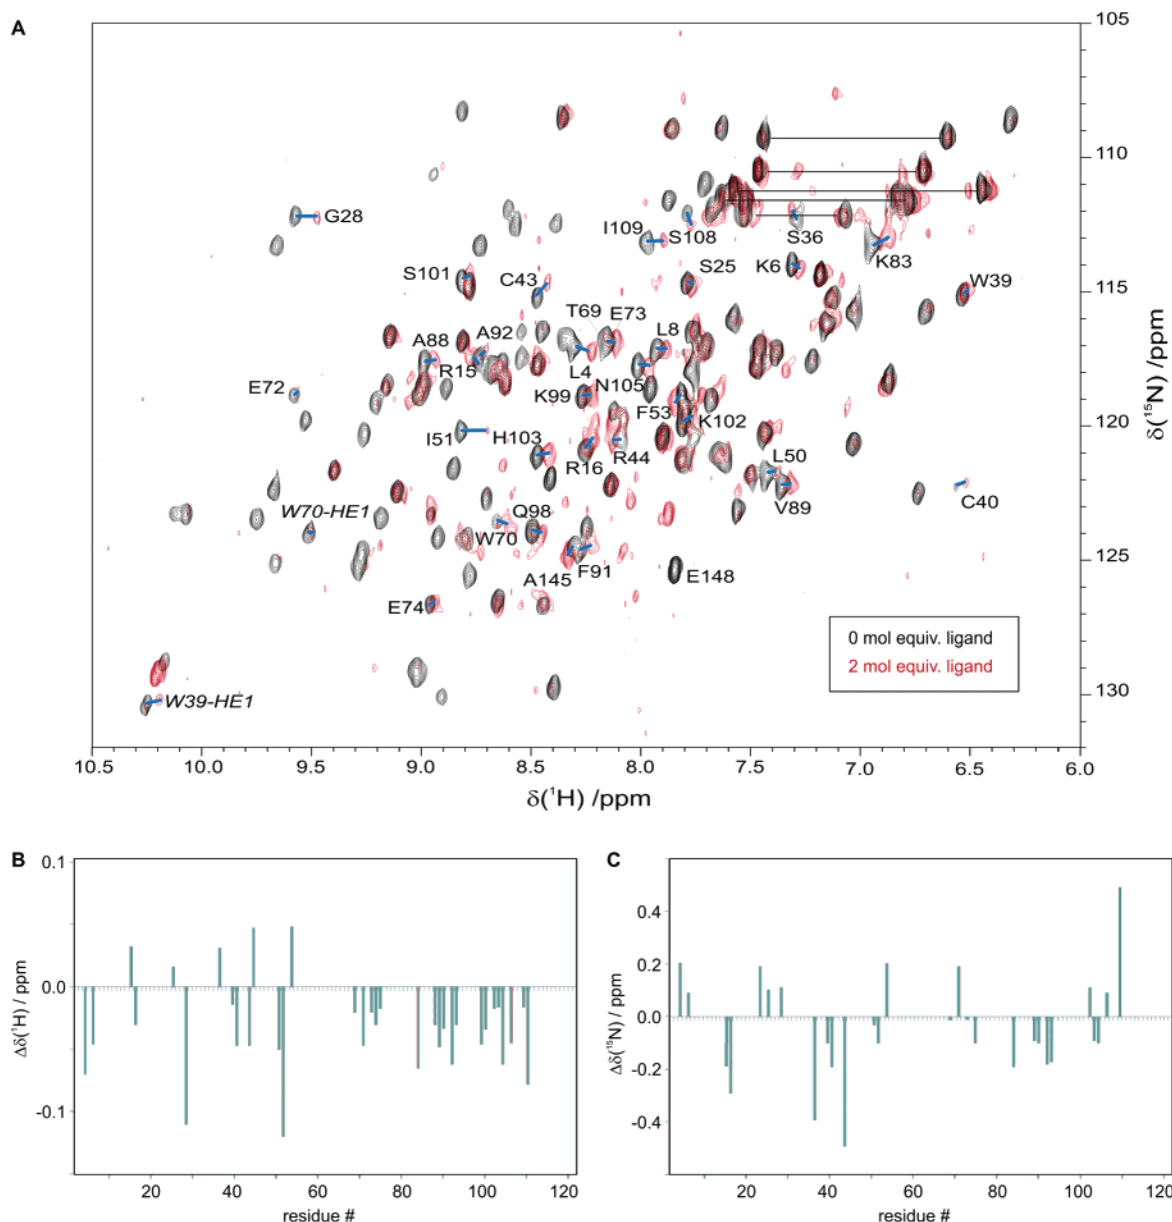 A
105
110
115
120
125
130
δ(¹⁵N) /ppm
G28
I109
S108
S36
K83
S101
C43
S25
K6
W39
T69
E73
A88
A92
L8
R15
L4
E72
K99
N105
F53
K102
I51
H103
R16
R44
L50
V89
C40
W70-HE1
Q98
W70
F91
A145
E148
E74
0 mol equiv. ligand
2 mol equiv. ligand
W39-HE1
10.5 10.0 9.0 8.5 8.0 7.5 7.0 6.5 6.0
δ(¹H) /ppm
B
0.1
0.0
-0.1
Δδ(¹H) / ppm
20 40 60 80 100 120
residue #
C
0.4
0.2
0.0
-0.2
-0.4
Δδ(¹⁵N) / ppm
20 40 60 80 100 120
residue #